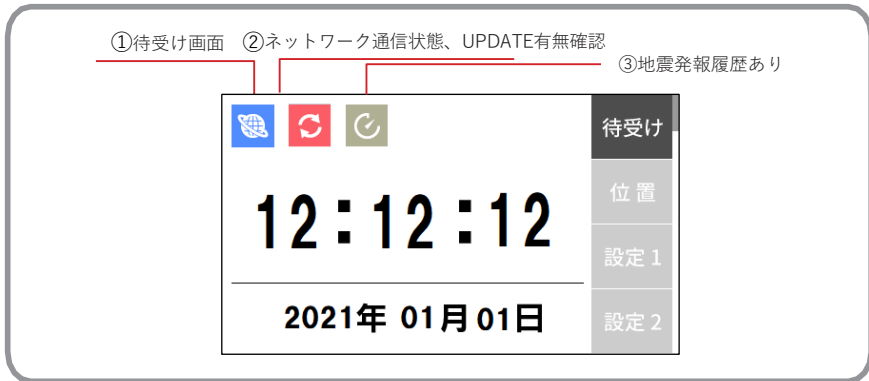 ①待受け画面 ②ネットワーク通信状態、UPDATE有無確認
③地震発報履歴あり
待受け
位置
12:12:12
設定1
2021年 01月01日
設定2